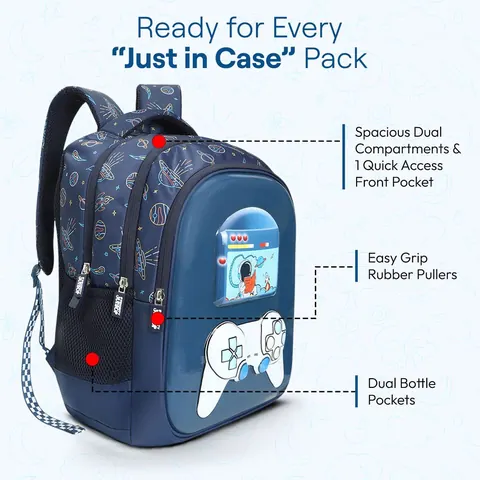 Ready for Every
“Just in Case” Pack
Spacious Dual
Compartments &
1 Quick Access
Front Pocket
Easy Grip
Rubber Pullers
Dual Bottle
Pockets